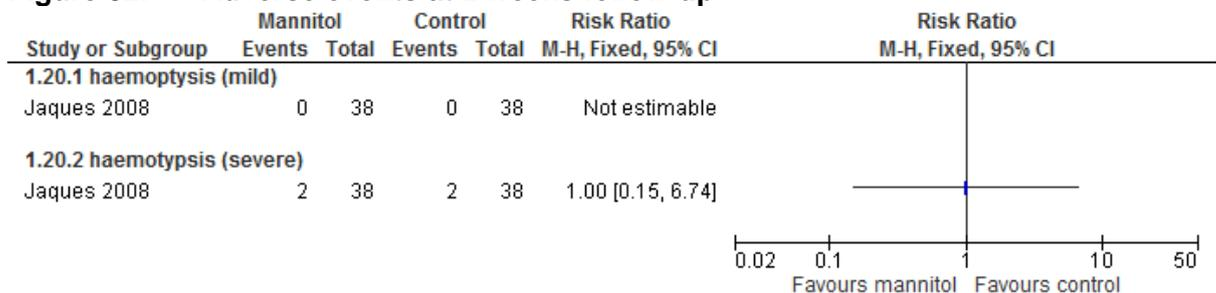 Mannitol Control Risk Ratio Risk Ratio
Study or Subgroup Events Total Events Total M-H, Fixed, 95% CI M-H, Fixed, 95% CI
1.20.1 haemoptysis (mild)
Jaques 2008 0 38 0 38 Not estimable
1.20.2 haemotypsis (severe)
Jaques 2008 2 38 2 38 1.00 [0.15, 6.74]
0.02 0.1 1 10 50
Favours mannitol Favours control